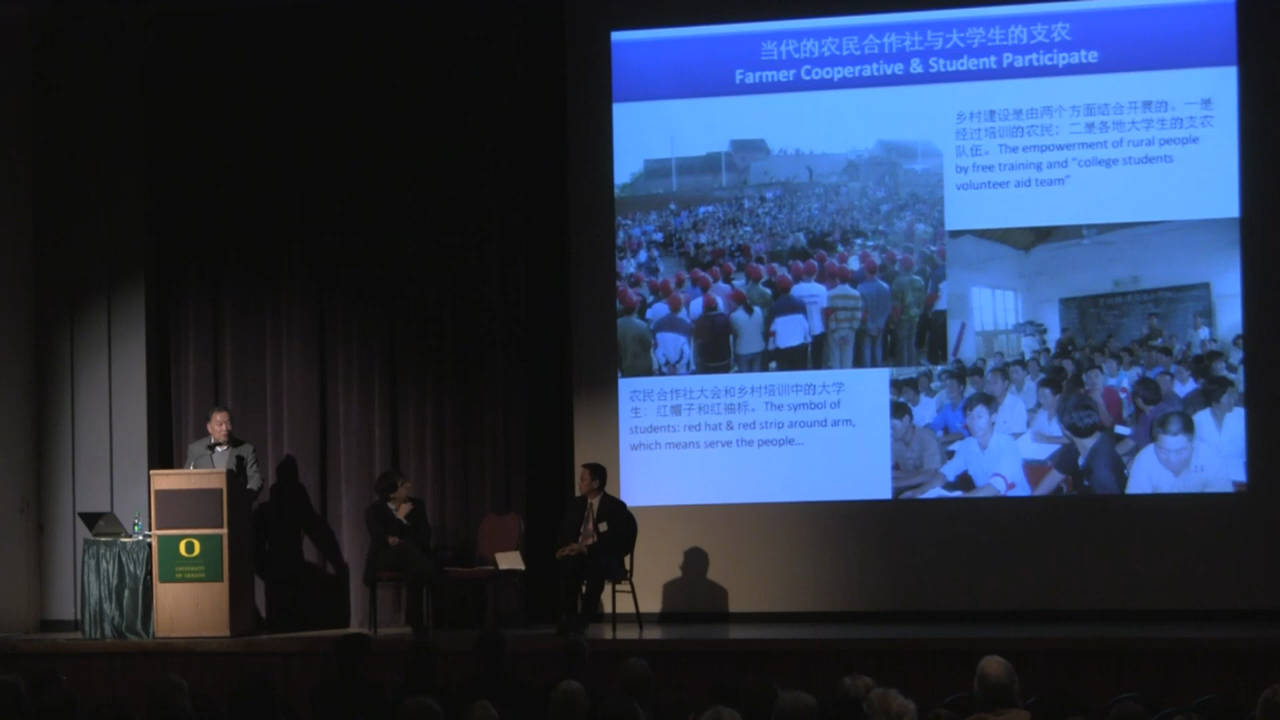 当代的农民合作社与大学生的支农
Farmer Cooperative & Student Participate
乡村建设是由两个方面结合开展的。一是
经过培训的农民；二是各地大学生的支农
队伍。The empowerment of rural people
by free training and “college students
volunteer aid team”
农民合作社大会和乡村培训中的大学
生：红帽子和红袖标。The symbol of
students: red hat & red strip around arm,
which means serve the people...
O
UNIVERSITY
OF OREGON